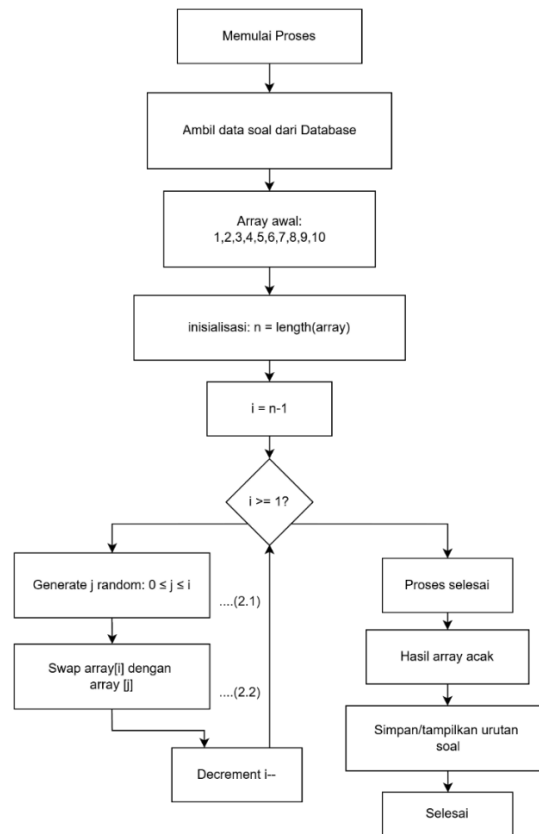 Memulai Proses
Ambil data soal dari Database
Array awal:
1,2,3,4,5,6,7,8,9,10
inisialisasi: n = length(array)
i = n-1
i >= 1?
Generate j random: 0 ≤ j ≤ i
....(2.1)
Swap array[i] dengan
array [j]
....(2.2)
Decrement i--
Proses selesai
Hasil array acak
Simpan/tampilkan urutan
soal
Selesai